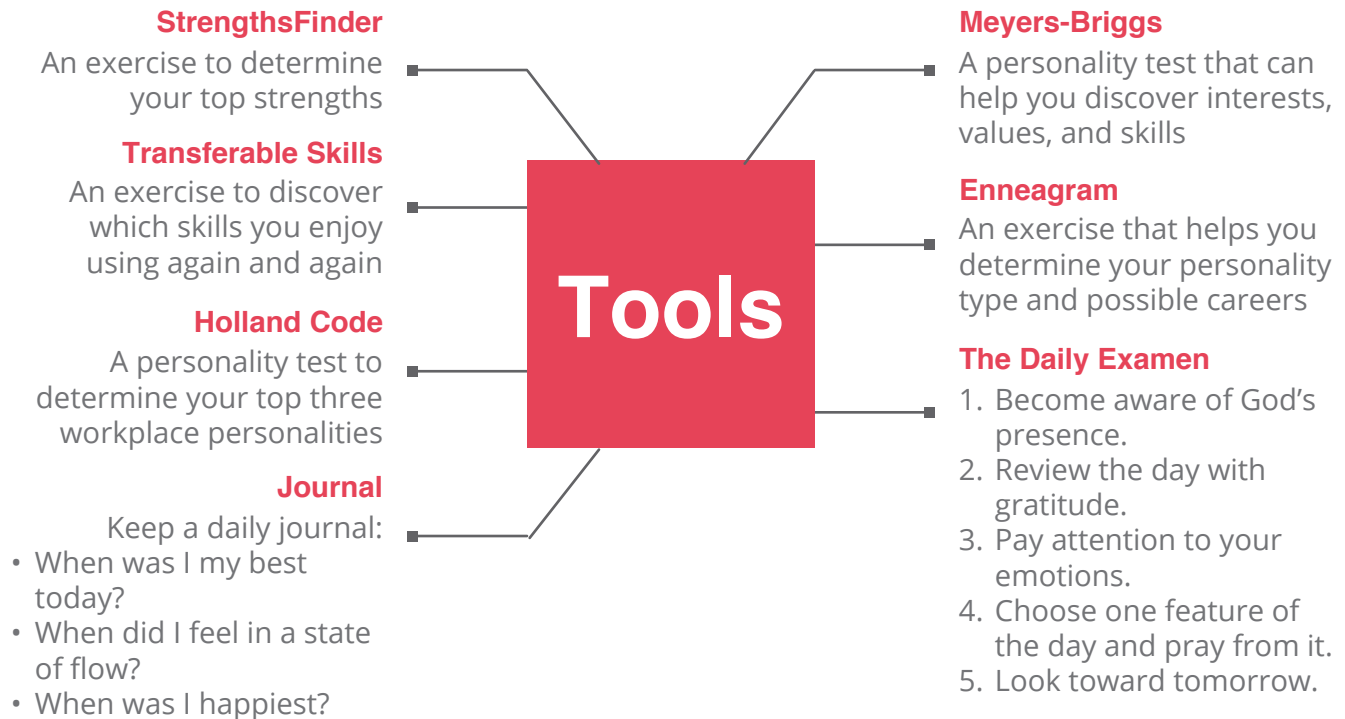 StrengthsFinder
An exercise to determine
your top strengths
Transferable Skills
An exercise to discover
which skills you enjoy
using again and again
Holland Code
A personality test to
determine your top three
workplace personalities
Journal
Keep a daily journal:
• When was I my best
today?
• When did I feel in a state
of flow?
• When was I happiest?
Tools
Meyers-Briggs
A personality test that can
help you discover interests,
values, and skills
Enneagram
An exercise that helps you
determine your personality
type and possible careers
The Daily Examen
1. Become aware of God’s
presence.
2. Review the day with
gratitude.
3. Pay attention to your
emotions.
4. Choose one feature of
the day and pray from it.
5. Look toward tomorrow.